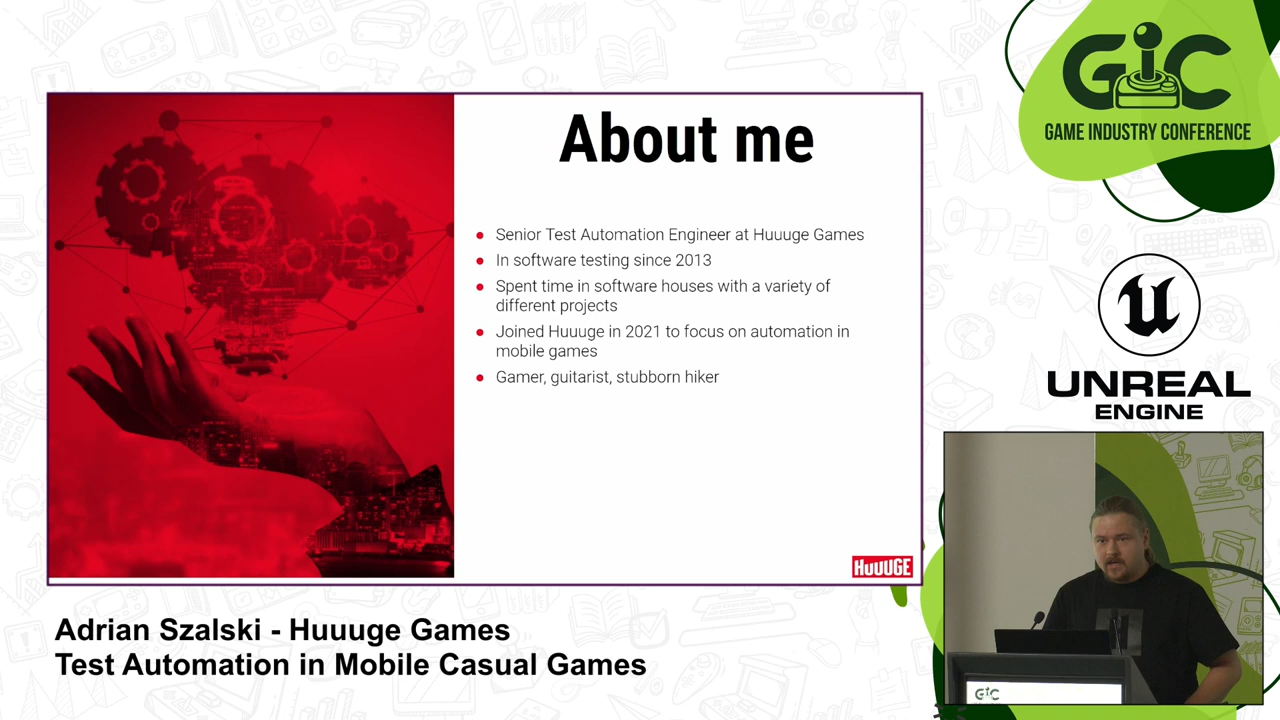 GIC
GAME INDUSTRY CONFERENCE
About me
Senior Test Automation Engineer at Huuuge Games
In software testing since 2013
Spent time in software houses with a variety of
different projects
Joined Huuuge in 2021 to focus on automation in
mobile games
Gamer, guitarist, stubborn hiker
HUUUGE
UNREAL
ENGINE
GIC
Adrian Szalski - Huuuge Games
Test Automation in Mobile Casual Games